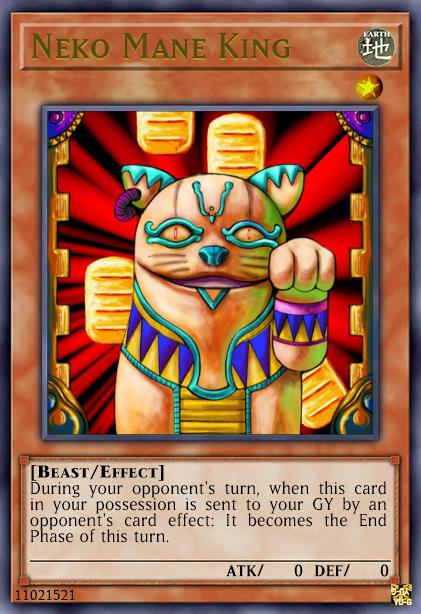 Neko Mane King
EARTH
地
[Beast/Effect]
During your opponent's turn, when this card
in your possession is sent to your GY by an
opponent's card effect: It becomes the End
Phase of this turn.
ATK/ 0 DEF/ 0
11021521